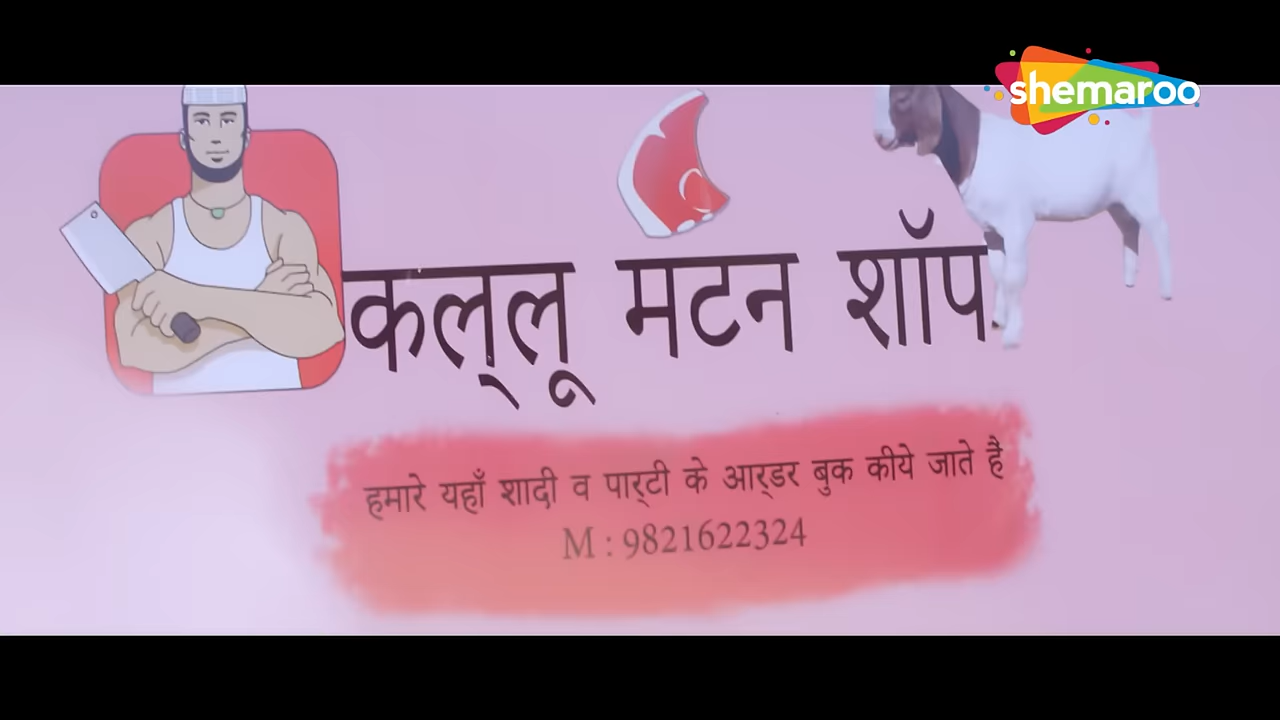 shemaroo
कल्‌लू मटन शॉप
हमारे यहाँ शादी व पार्‌टी के आर्‌डर बुक कीये जाते है
M : 9821622324